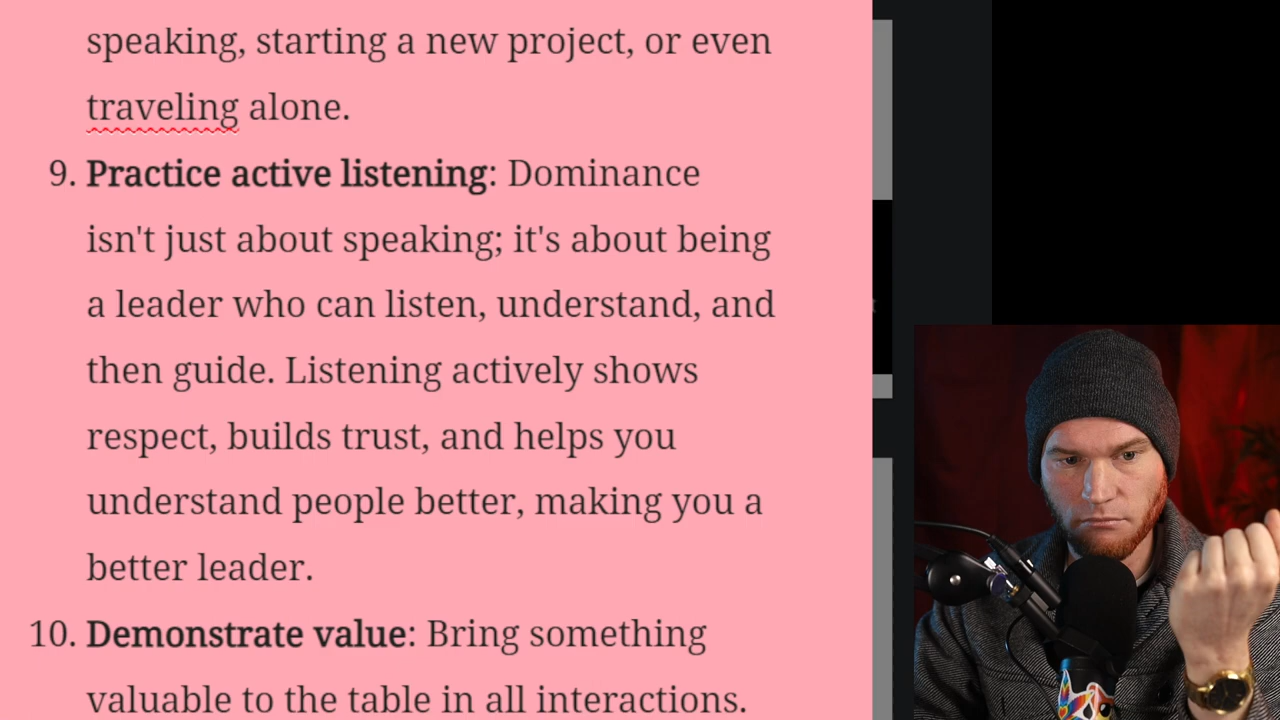 speaking, starting a new project, or even
traveling alone.
9. Practice active listening: Dominance
isn't just about speaking; it's about being
a leader who can listen, understand, and
then guide. Listening actively shows
respect, builds trust, and helps you
understand people better, making you a
better leader.
10. Demonstrate value: Bring something
valuable to the table in all interactions.